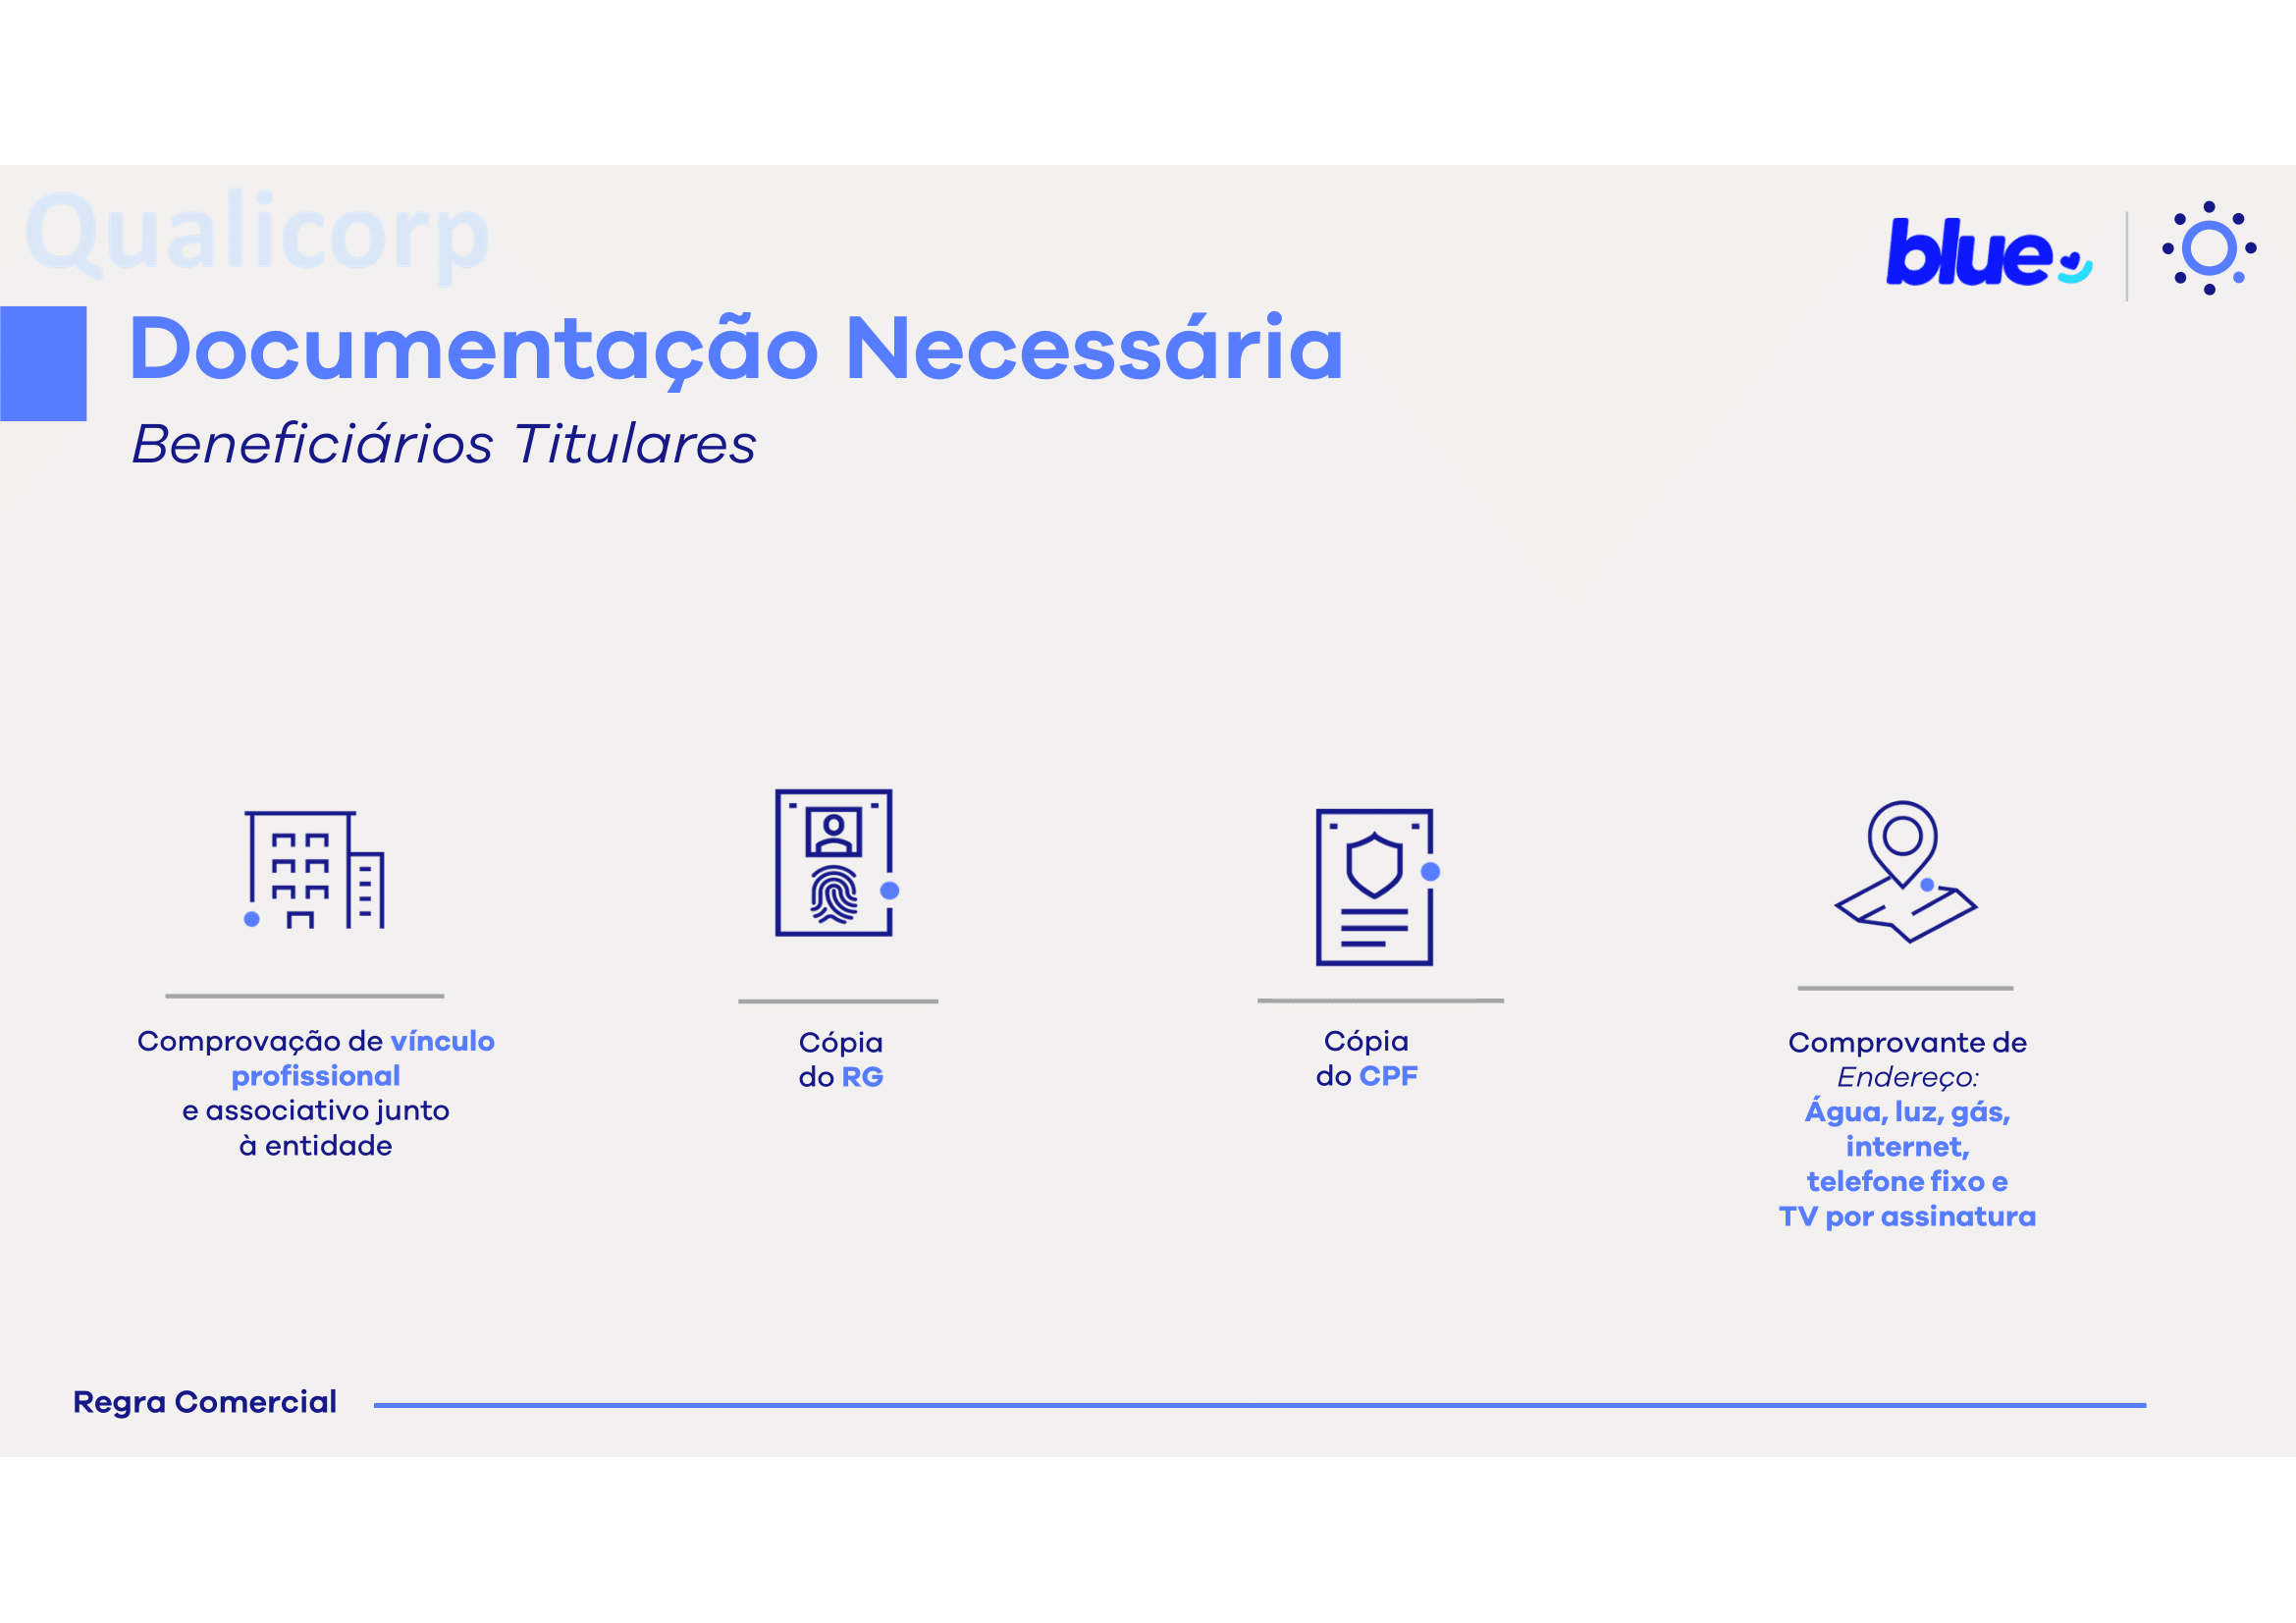 Qualicorp
blue
Documentação Necessária
Beneficiários Titulares
Comprovação de vínculo
profissional
e associativo junto
à entidade
Cópia
do RG
Cópia
do CPF
Comprovante de
Endereço:
Água, luz, gás,
internet,
telefone fixo e
TV por assinatura
Regra Comercial